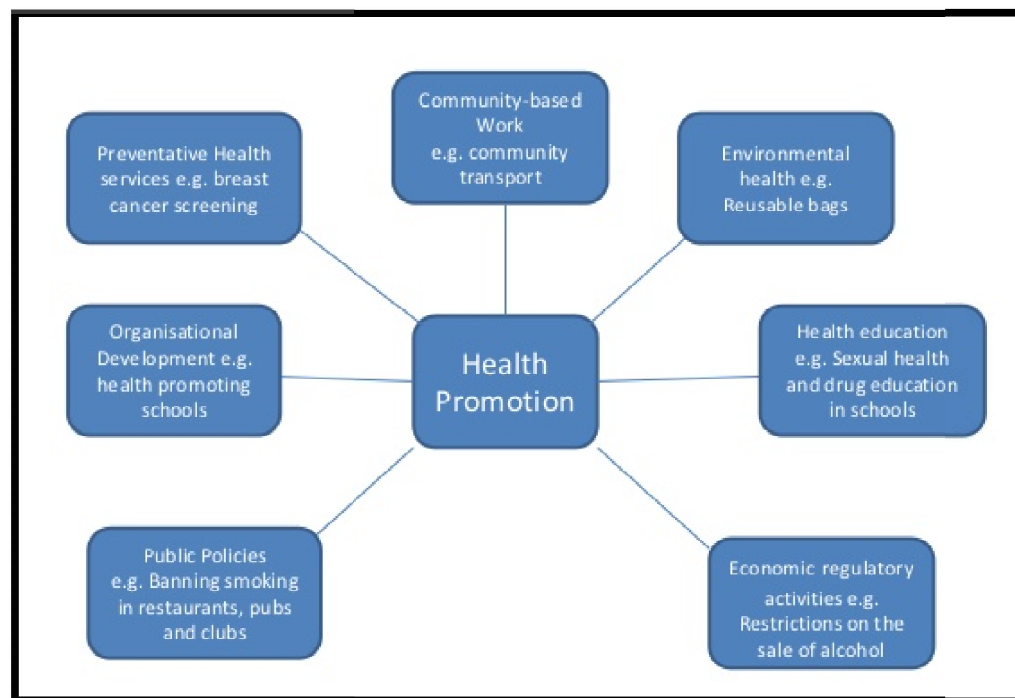 Community-based
Work
e.g. community
transport
Preventative Health
services e.g. breast
cancer screening
Environmental
health e.g.
Reusable bags
Organisational
Development e.g.
health promoting
schools
Health
Promotion
Health education
e.g. Sexual health
and drug education
in schools
Public Policies
e.g. Banning smoking
in restaurants, pubs
and clubs
Economic regulatory
activities e.g.
Restrictions on the
sale of alcohol